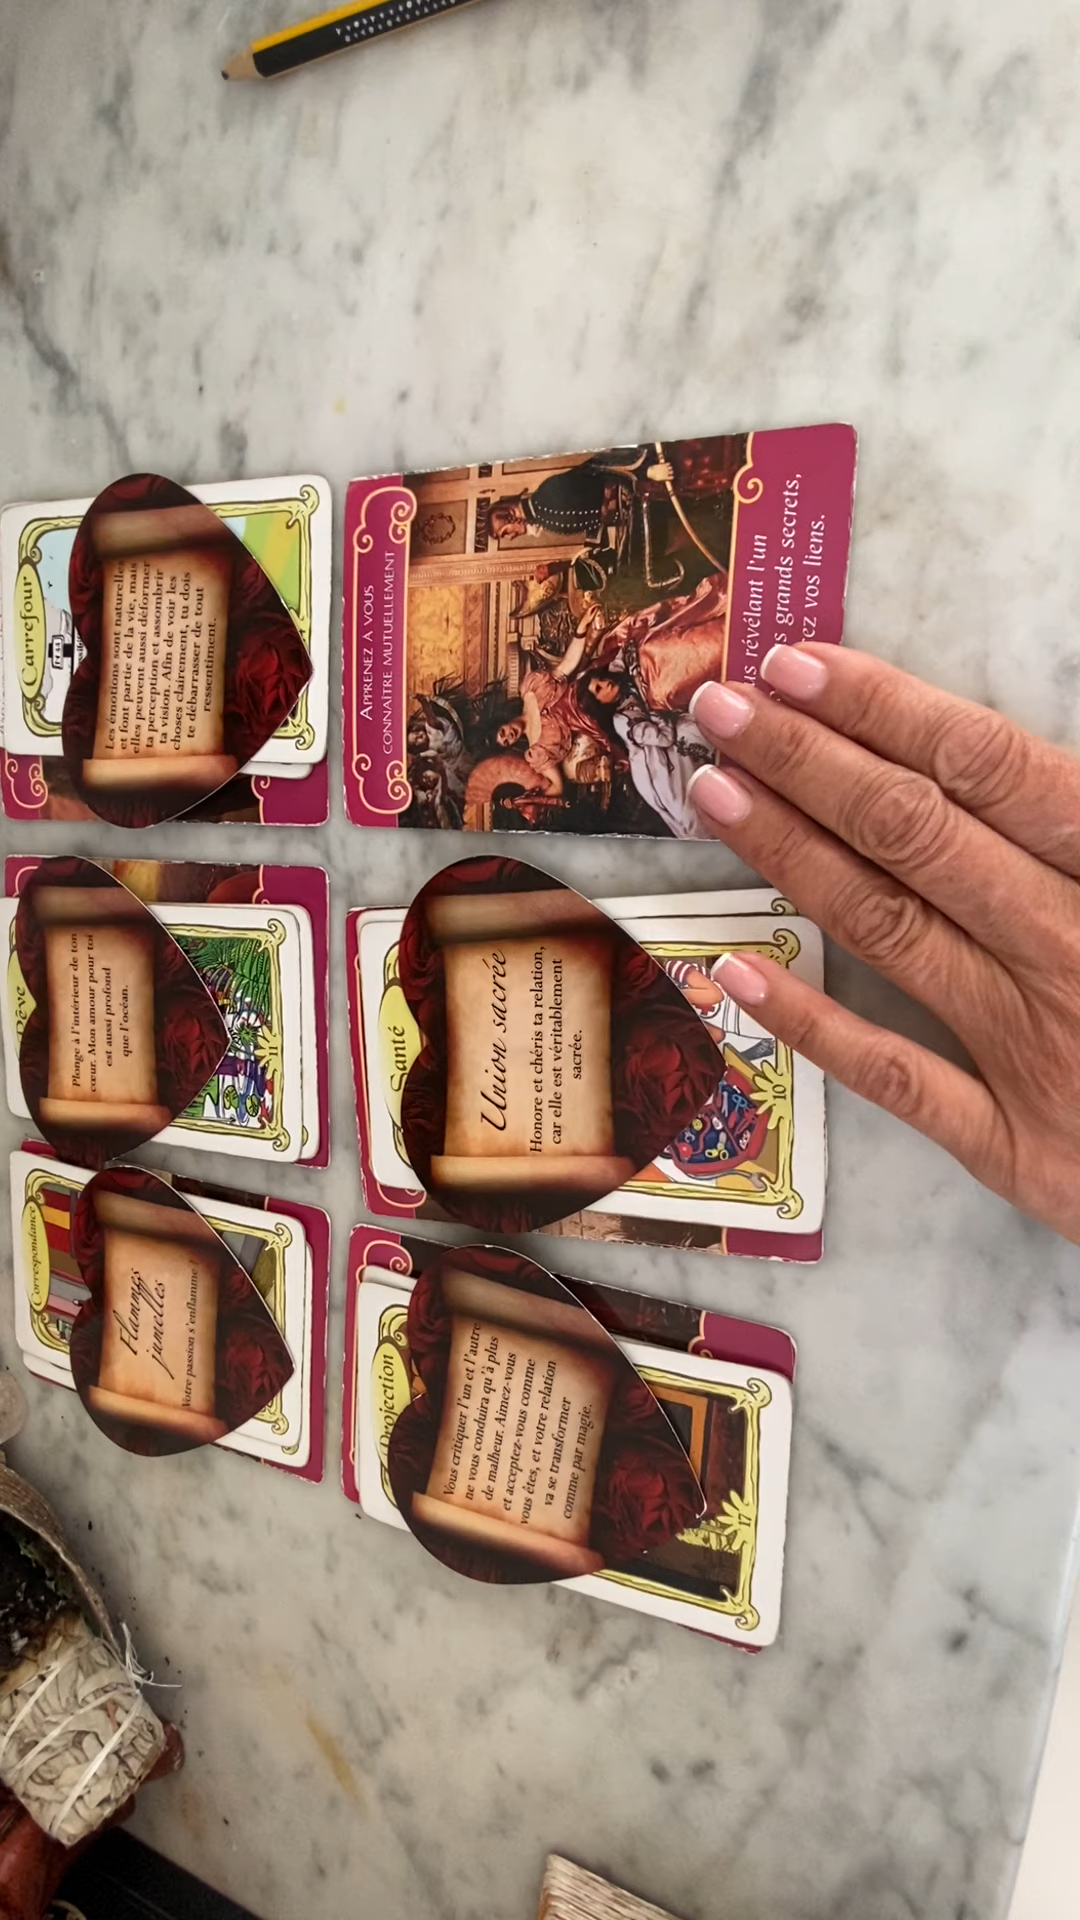 Carrefour
Les émotions sont naturelles
et font partie de la vie, mais
elles peuvent aussi déformer
ta perception et assombrir
ta vision. Afin de voir les
choses clairement, tu dois
te débarrasser de tout
ressentiment.
APPRENEZ À VOUS
CONNAÎTRE MUTUELLEMENT
révélant l'un
grands secrets,
vos liens.
Rêve
Plonge à l'intérieur de ton
cœur. Mon amour pour toi
est aussi profond
que l'océan.
11
Santé
Union sacrée
Honore et chéris ta relation,
car elle est véritablement
sacrée.
10
Correspondance
Flammes
jumelles
Votre passion s'enflamme !
Projection
Vous critiquer l'un et l'autre
ne vous conduira qu'à plus
de malheur. Aimez-vous
et acceptez-vous comme
vous êtes, et votre relation
va se transformer
comme par magie.
17